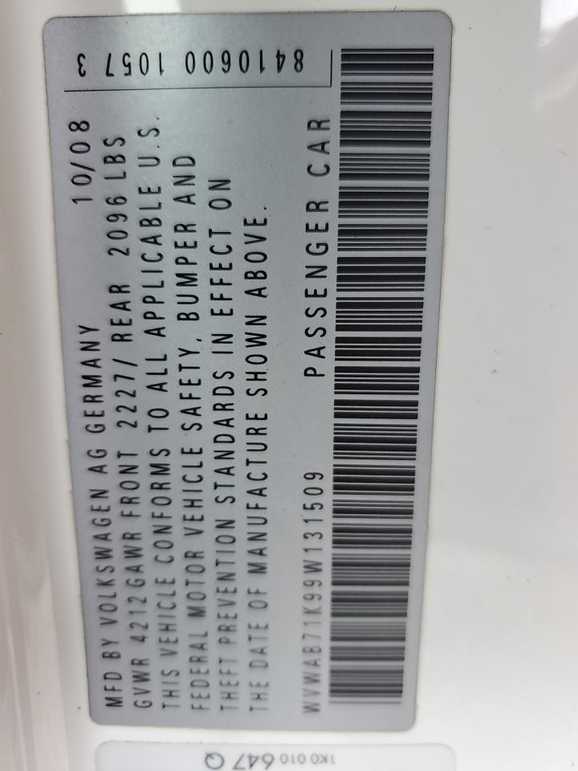 MFD BY VOLKSWAGEN AG GERMANY 10/08
GVWR 4212 GAWR FRONT 2227/ REAR 2096 LBS
THIS VEHICLE CONFORMS TO ALL APPLICABLE U.S.
FEDERAL MOTOR VEHICLE SAFETY, BUMPER AND
THEFT PREVENTION STANDARDS IN EFFECT ON
THE DATE OF MANUFACTURE SHOWN ABOVE.
WVWAB71K99W131509 PASSENGER CAR
8410600 1057 3
1K0 010 647 Q